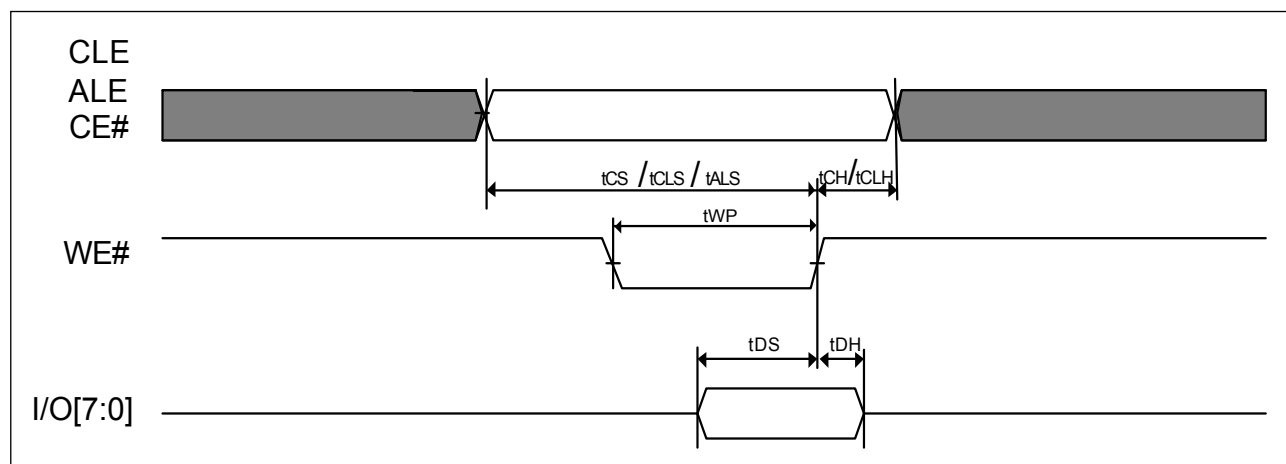 CLE
ALE
CE#
tCS / tCLS / tALS
tCH/tCLH
tWP
WE#
tDS
tDH
I/O[7:0]